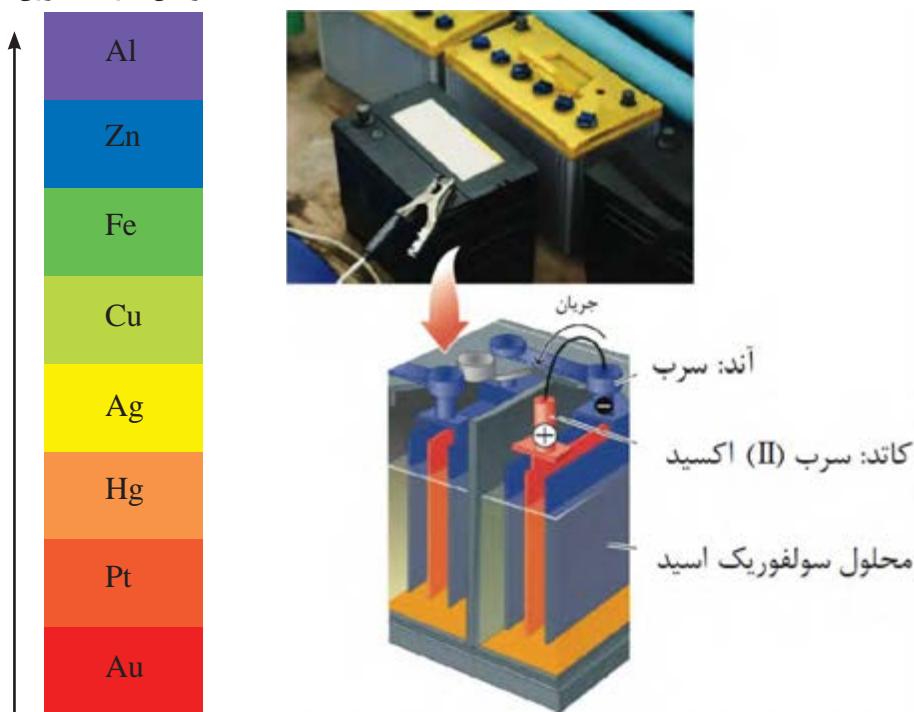 Al
Zn
Fe
Cu
Ag
Hg
Pt
Au
جریان
آند: سرب
−
+
کاتد: سرب (II) اکسید
محلول سولفوریک اسید